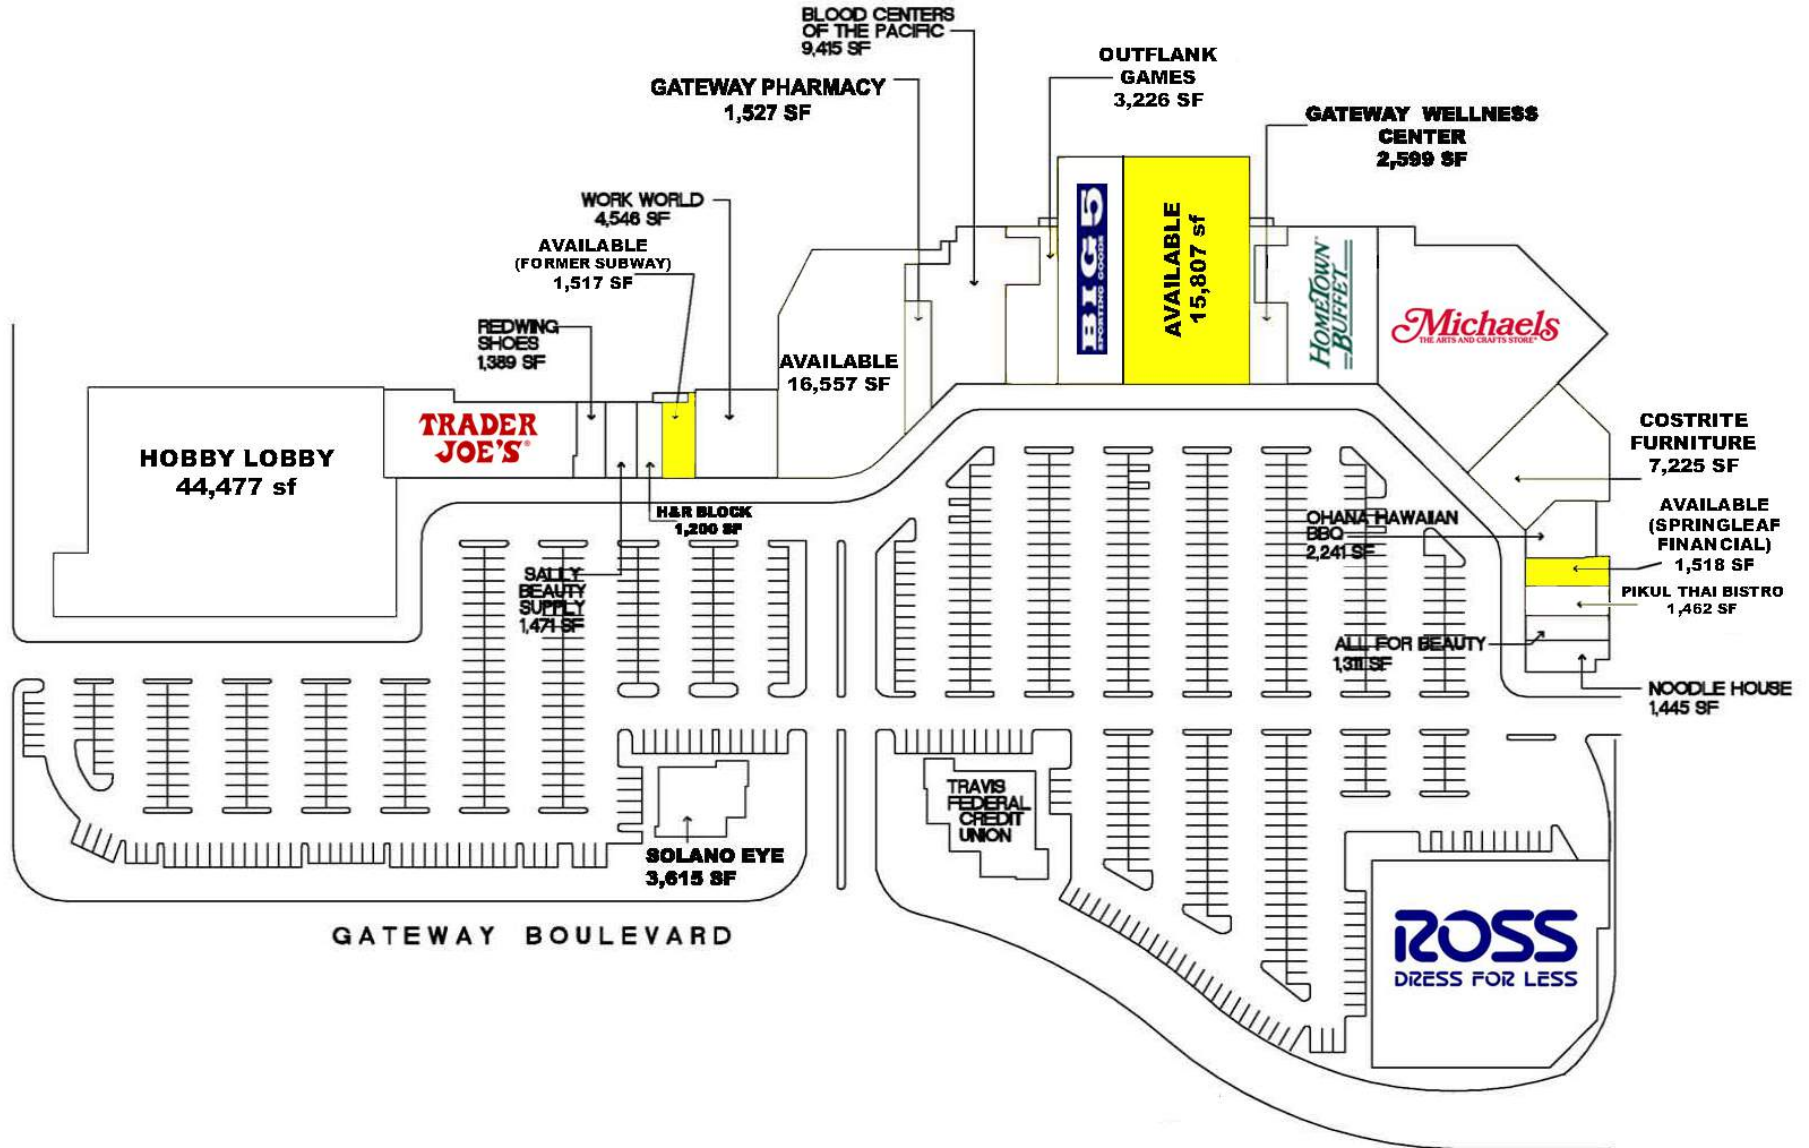 BLOOD CENTERS
OF THE PACIFIC
9,415 SF
OUTFLANK
GAMES
3,226 SF
GATEWAY PHARMACY
1,527 SF
GATEWAY WELLNESS
CENTER
2,599 SF
WORK WORLD
4,546 SF
AVAILABLE
(FORMER SUBWAY)
1,517 SF
REDWING
SHOES
1,389 SF
AVAILABLE
16,557 SF
BIG 5
SPORTING GOODS
AVAILABLE
15,807 sf
HOMETOWN
BUFFET
Michaels
THE ARTS AND CRAFTS STORE®
HOBBY LOBBY
44,477 sf
TRADER
JOE'S®
COSTRITE
FURNITURE
7,225 SF
H&R BLOCK
1,200 SF
OHANA HAWAIIAN
BBQ
2,241 SF
AVAILABLE
(SPRINGLEAF
FINANCIAL)
1,518 SF
SALLY
BEAUTY
SUPPLY
1,471 SF
PIKUL THAI BISTRO
1,462 SF
ALL FOR BEAUTY
1,311 SF
NOODLE HOUSE
1,445 SF
TRAVIS
FEDERAL
CREDIT
UNION
SOLANO EYE
3,615 SF
GATEWAY BOULEVARD
ROSS
DRESS FOR LESS